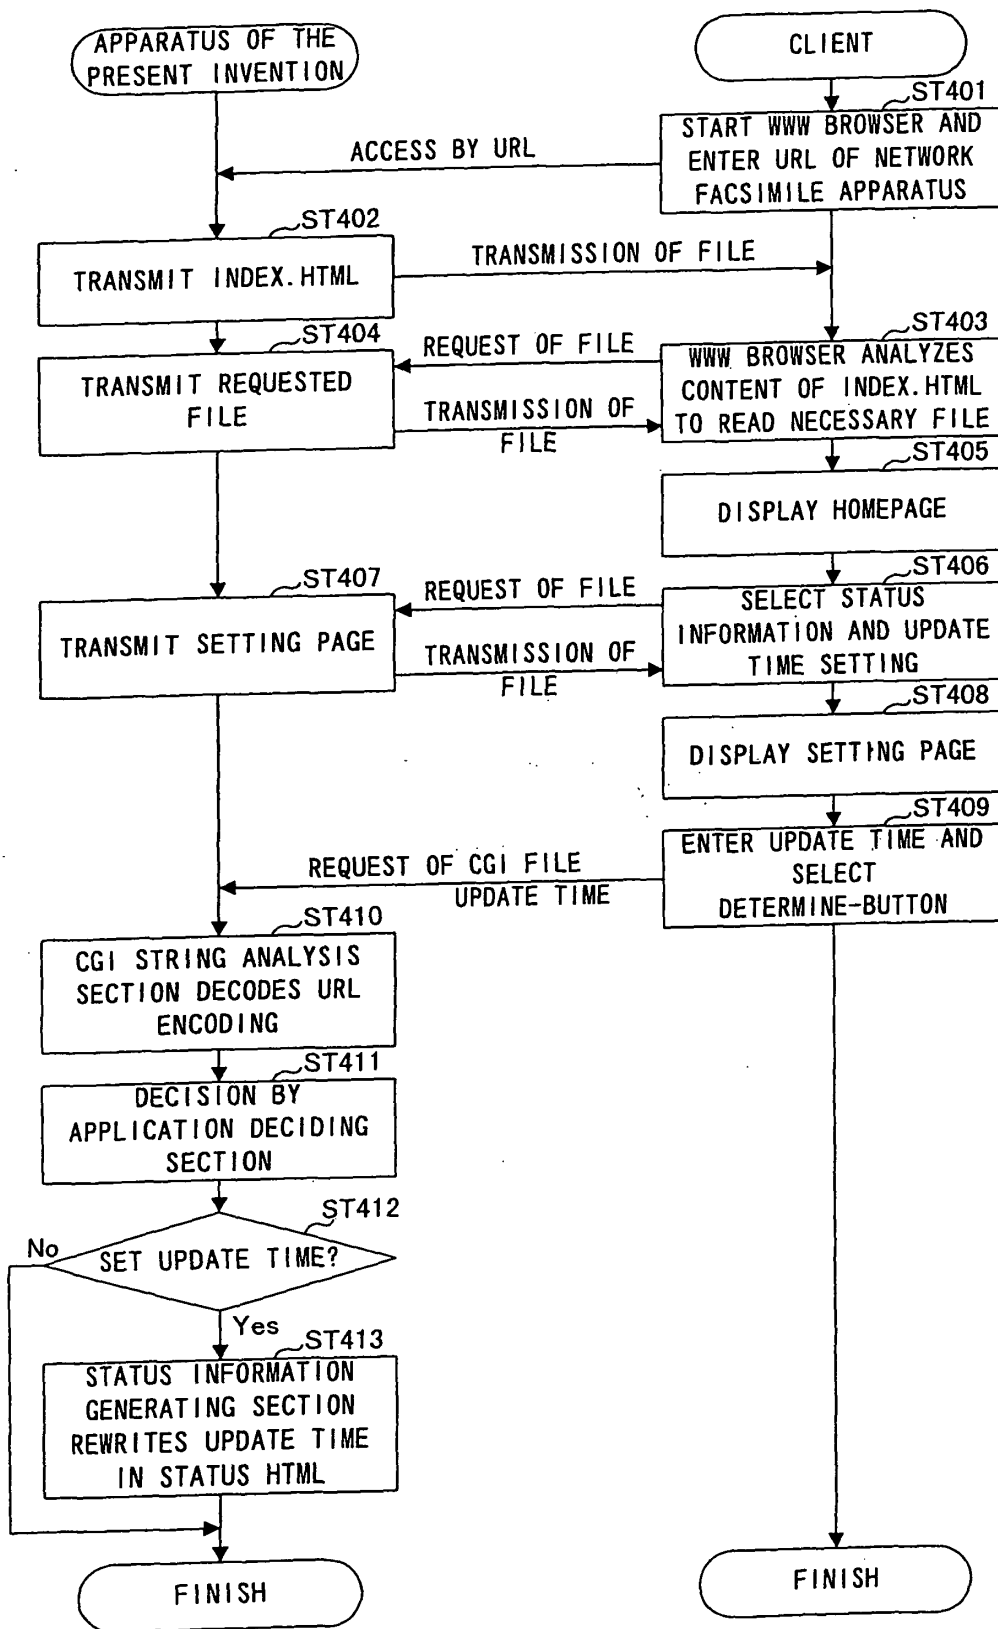 APPARATUS OF THE
PRESENT INVENTION
CLIENT
ST401
START WWW BROWSER AND
ENTER URL OF NETWORK
FACSIMILE APPARATUS
ACCESS BY URL
ST402
TRANSMIT INDEX.HTML
TRANSMISSION OF FILE
ST403
WWW BROWSER ANALYZES
CONTENT OF INDEX.HTML
TO READ NECESSARY FILE
ST404
TRANSMIT REQUESTED
FILE
REQUEST OF FILE
TRANSMISSION OF
FILE
ST405
DISPLAY HOMEPAGE
ST406
SELECT STATUS
INFORMATION AND UPDATE
TIME SETTING
ST407
TRANSMIT SETTING PAGE
REQUEST OF FILE
TRANSMISSION OF
FILE
ST408
DISPLAY SETTING PAGE
ST409
ENTER UPDATE TIME AND
SELECT
DETERMINE-BUTTON
REQUEST OF CGI FILE
UPDATE TIME
ST410
CGI STRING ANALYSIS
SECTION DECODES URL
ENCODING
ST411
DECISION BY
APPLICATION DECIDING
SECTION
ST412
No
SET UPDATE TIME?
Yes
ST413
STATUS INFORMATION
GENERATING SECTION
REWRITES UPDATE TIME
IN STATUS HTML
FINISH
FINISH